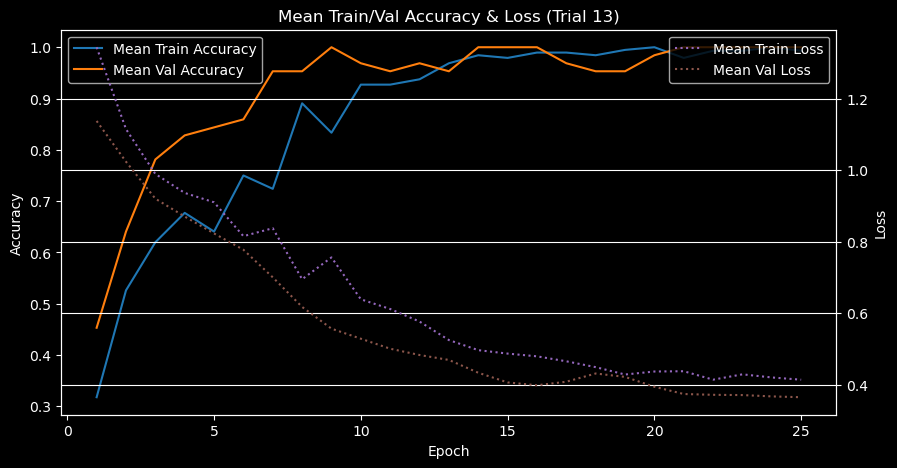 Mean Train/Val Accuracy & Loss (Trial 13)
Mean Train Accuracy
Mean Val Accuracy
Mean Train Loss
Mean Val Loss
1.0
0.9
0.8
0.7
0.6
0.5
0.4
0.3
Accuracy
1.2
1.0
0.8
0.6
0.4
Loss
0
5
10
15
20
25
Epoch